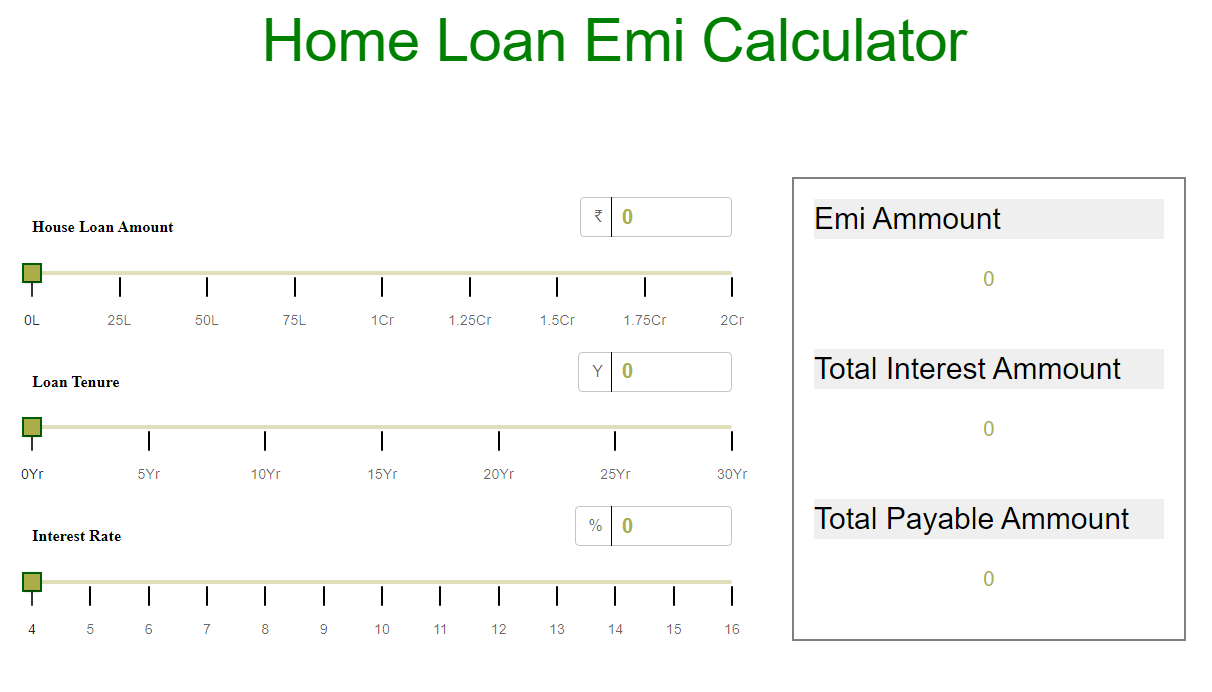 Home Loan Emi Calculator
House Loan Amount
₹ 0
0L 25L 50L 75L 1Cr 1.25Cr 1.5Cr 1.75Cr 2Cr
Loan Tenure
Y 0
0Yr 5Yr 10Yr 15Yr 20Yr 25Yr 30Yr
Interest Rate
% 0
4 5 6 7 8 9 10 11 12 13 14 15 16
Emi Ammount
0
Total Interest Ammount
0
Total Payable Ammount
0